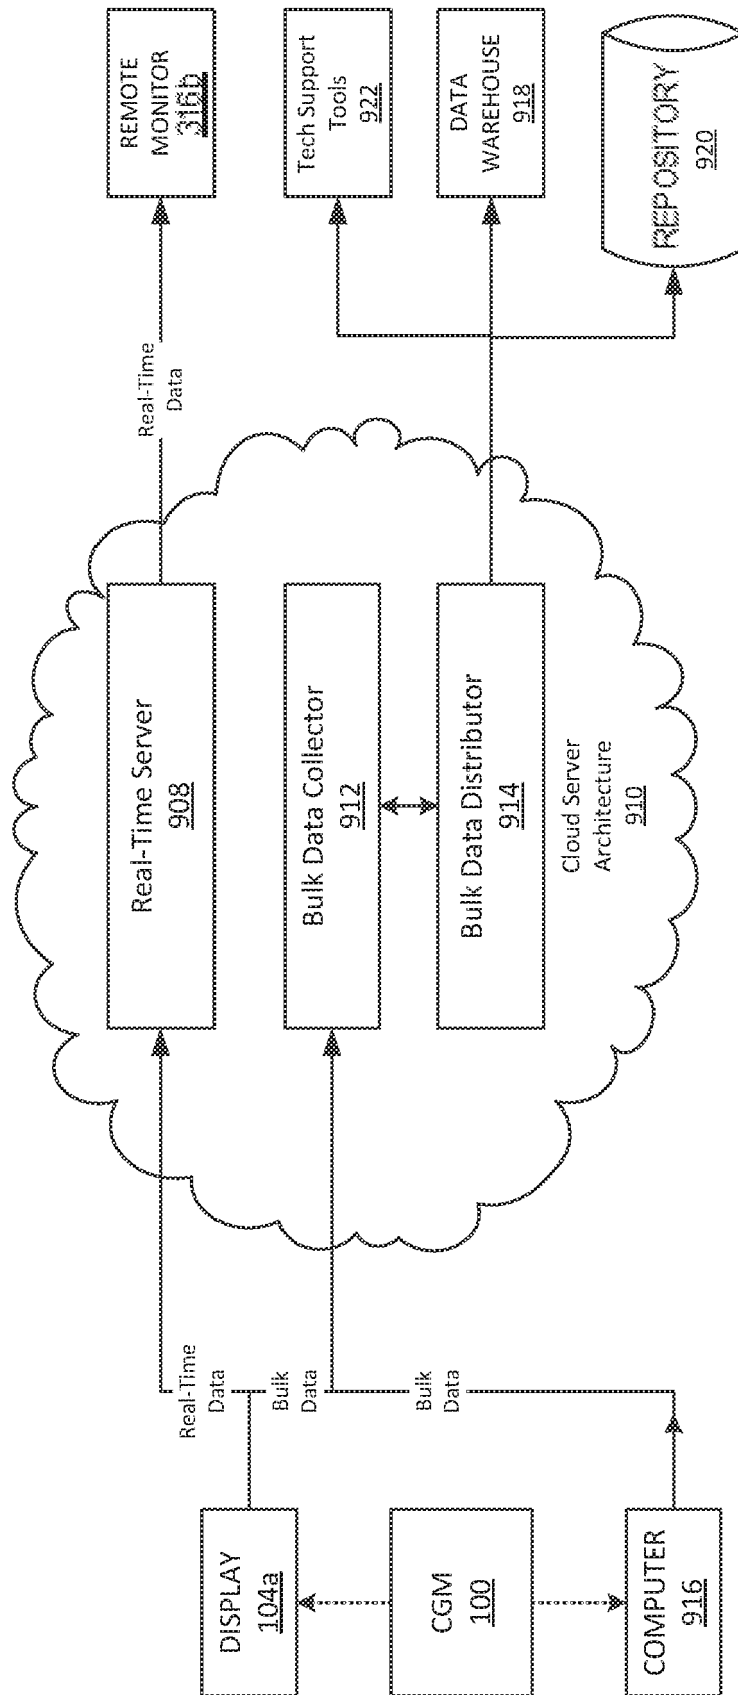 DISPLAY
104a
CGM
100
COMPUTER
916
Real-Time
Data
Bulk
Data
Bulk
Data
Real-Time Server
908
Bulk Data Collector
912
Bulk Data Distributor
914
Cloud Server
Architecture
910
Real-Time
Data
REMOTE
MONITOR
316b
Tech Support
Tools
922
DATA
WAREHOUSE
918
REPOSITORY
920